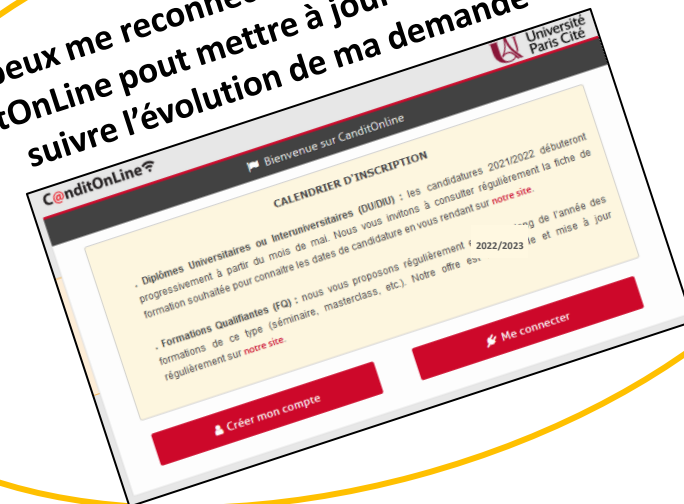 peux me reconne
tOnLine pout mettre à jour
suivre l'évolution de ma demande
Université
Paris Cité
C@nditOnLine
Bienvenue sur CanditOnline
CALENDRIER D'INSCRIPTION
. Diplômes Universitaires ou Interuniversitaires (DU/DIU) : les candidatures 2021/2022 débuteront
progressivement à partir du mois de mai. Nous vous invitons à consulter régulièrement la fiche de
formation souhaitée pour connaitre les dates de candidature en vous rendant sur notre site.
. Formations Qualifiantes (FQ) : nous vous proposons régulièrement long de l'année des
formations de ce type (séminaire, masterclass, etc.). Notre offre et mise à jour
régulièrement sur notre site.
2022/2023
Créer mon compte
Me connecter